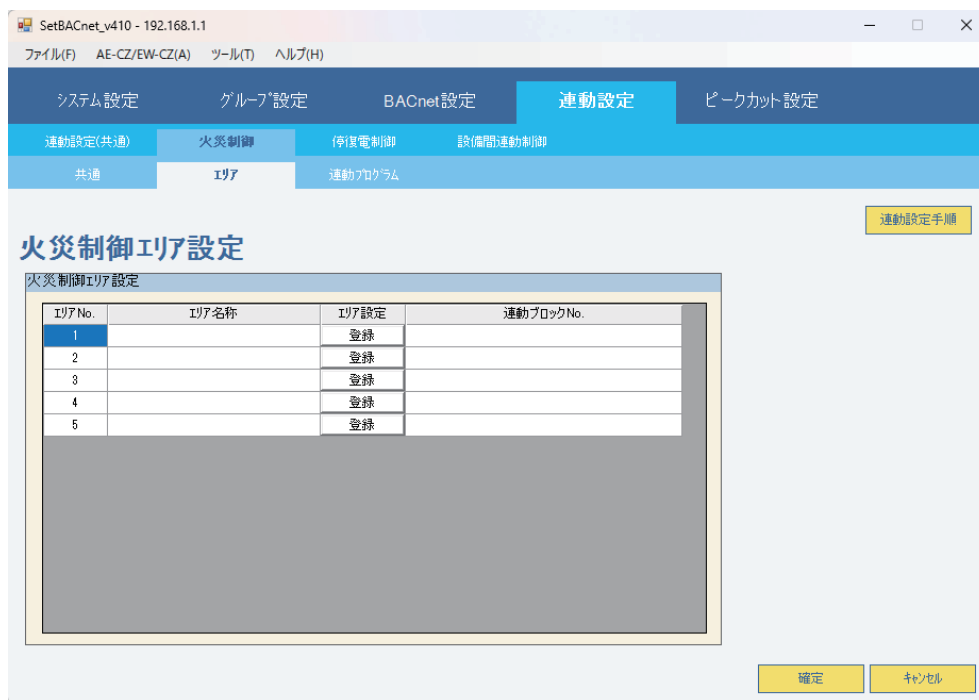 SetBACnet_v410 - 192.168.1.1
ファイル(F) AE-CZ/EW-CZ(A) ツール(T) ヘルプ(H)
システム設定 グループ設定 BACnet設定 連動設定 ピークカット設定
連動設定(共通) 火災制御 停復電制御 設備間連動制御
共通 エリア 連動プログラム
連動設定手順
火災制御エリア設定
火災制御エリア設定
エリアNo. エリア名称 エリア設定 連動ブロックNo.
1 登録
2 登録
3 登録
4 登録
5 登録
確定 キャンセル